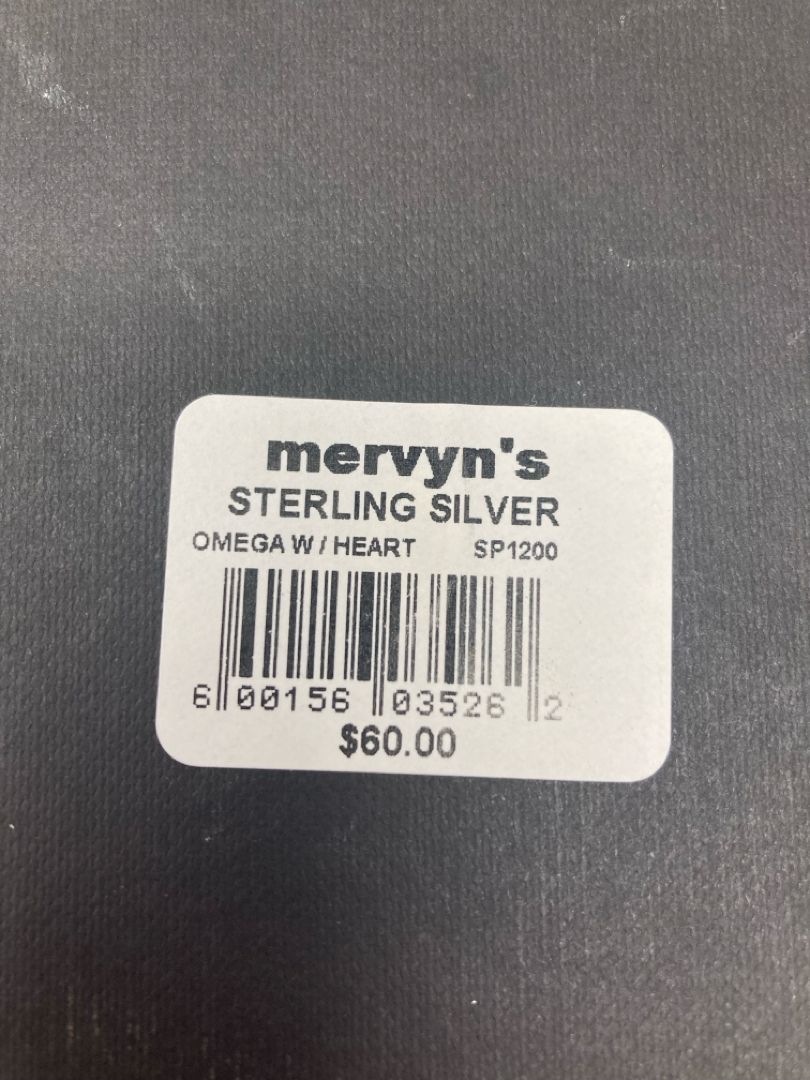 mervyn's
STERLING SILVER
OMEGA W / HEART SP1200
6 00156 03526 2
$60.00